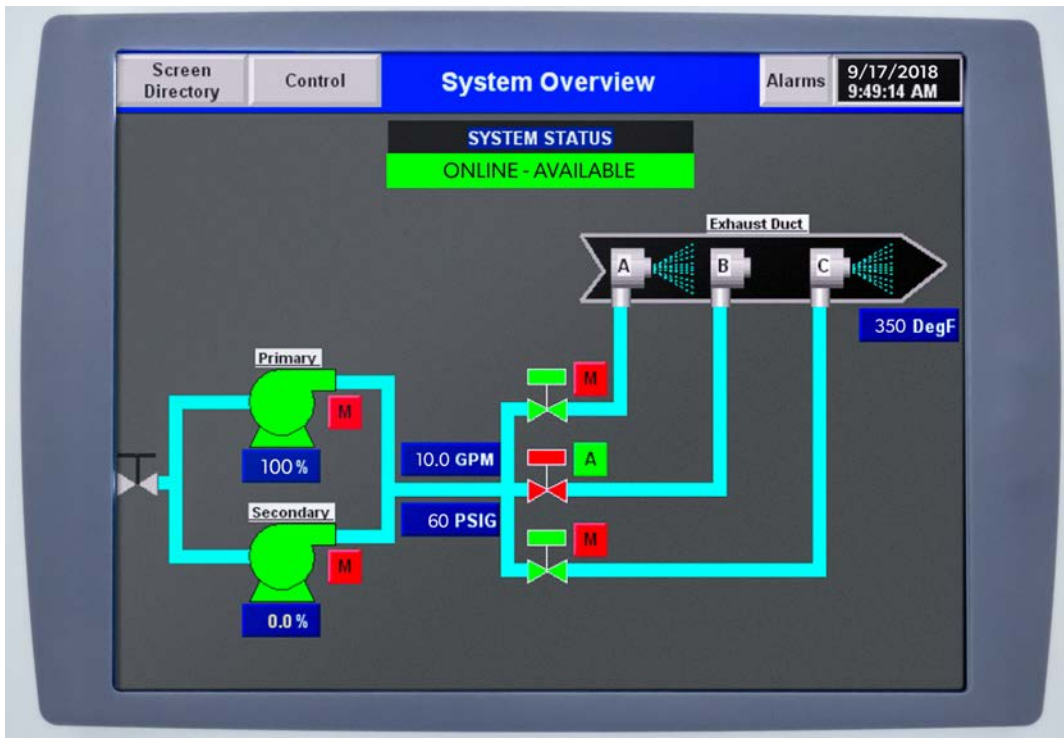 Screen
Directory
Control
System Overview
Alarms
9/17/2018
9:49:14 AM
SYSTEM STATUS
ONLINE - AVAILABLE
Exhaust Duct
A
B
C
350 DegF
Primary
M
M
100 %
10.0 GPM
A
Secondary
60 PSIG
M
M
0.0 %